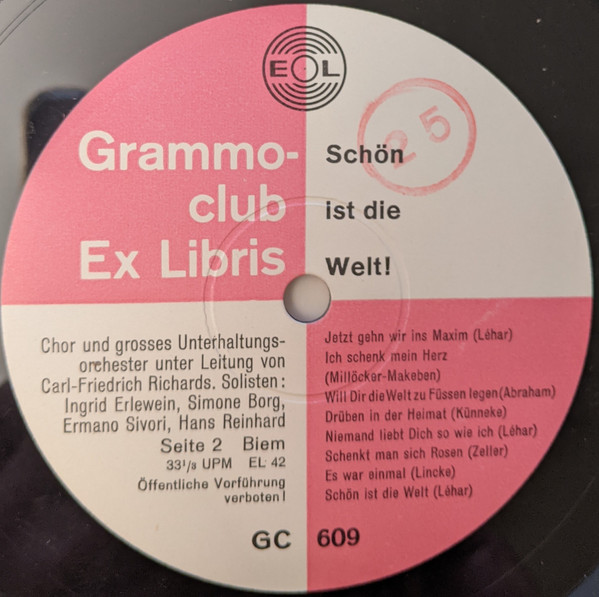 EOL
25
Grammo-
club
Ex Libris
Schön
ist die
Welt!
Chor und grosses Unterhaltungs-
orchester unter Leitung von
Carl-Friedrich Richards. Solisten:
Ingrid Erlewein, Simone Borg,
Ermano Sivori, Hans Reinhard
Seite 2 Biem
33¹/₃ UPM EL 42
Öffentliche Vorführung
verboten!
Jetzt gehn wir ins Maxim (Léhar)
Ich schenk mein Herz
(Millöcker-Makeben)
Will Dir die Welt zu Füssen legen (Abraham)
Drüben in der Heimat (Künneke)
Niemand liebt Dich so wie ich (Léhar)
Schenkt man sich Rosen (Zeller)
Es war einmal (Lincke)
Schön ist die Welt (Léhar)
GC 609